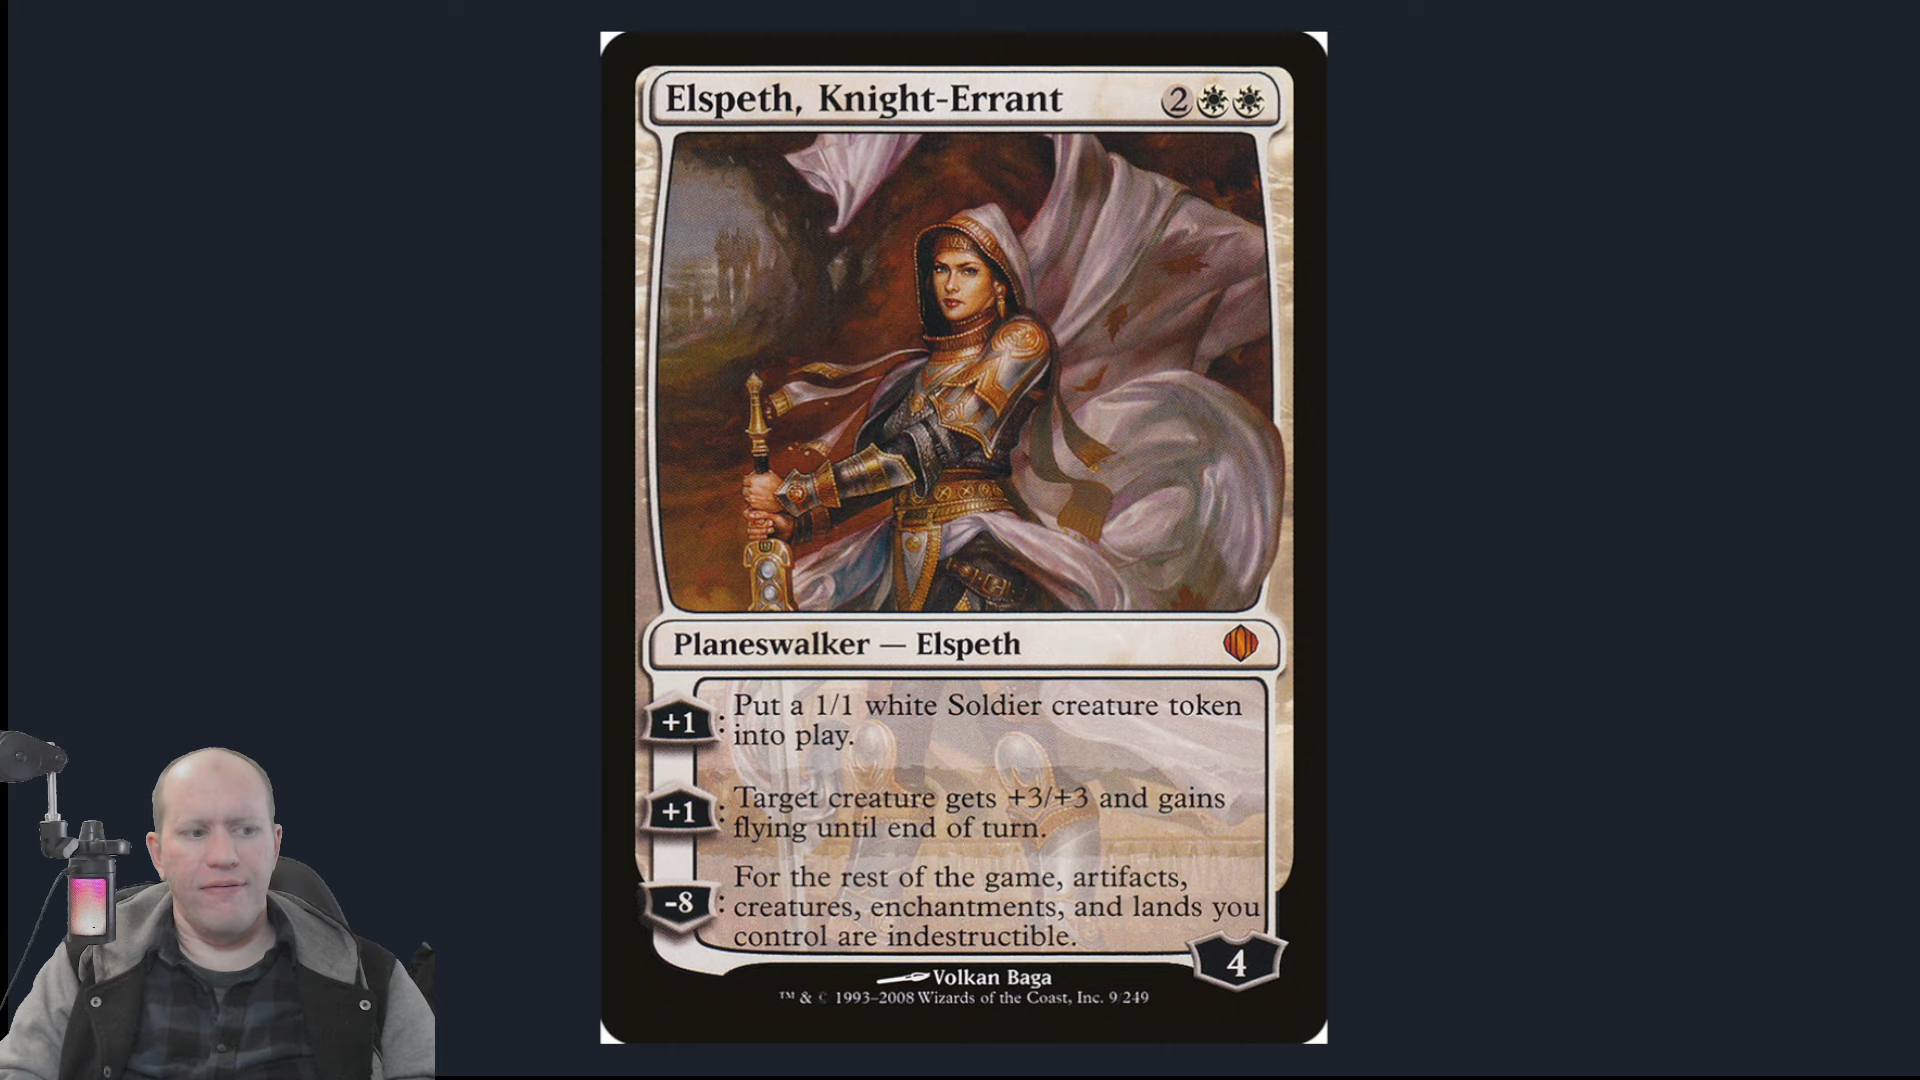 Elspeth, Knight-Errant 2
Planeswalker — Elspeth
+1: Put a 1/1 white Soldier creature token
into play.
+1: Target creature gets +3/+3 and gains
flying until end of turn.
-8: For the rest of the game, artifacts,
creatures, enchantments, and lands you
control are indestructible.
4
Volkan Baga
™ & © 1993–2008 Wizards of the Coast, Inc. 9/249